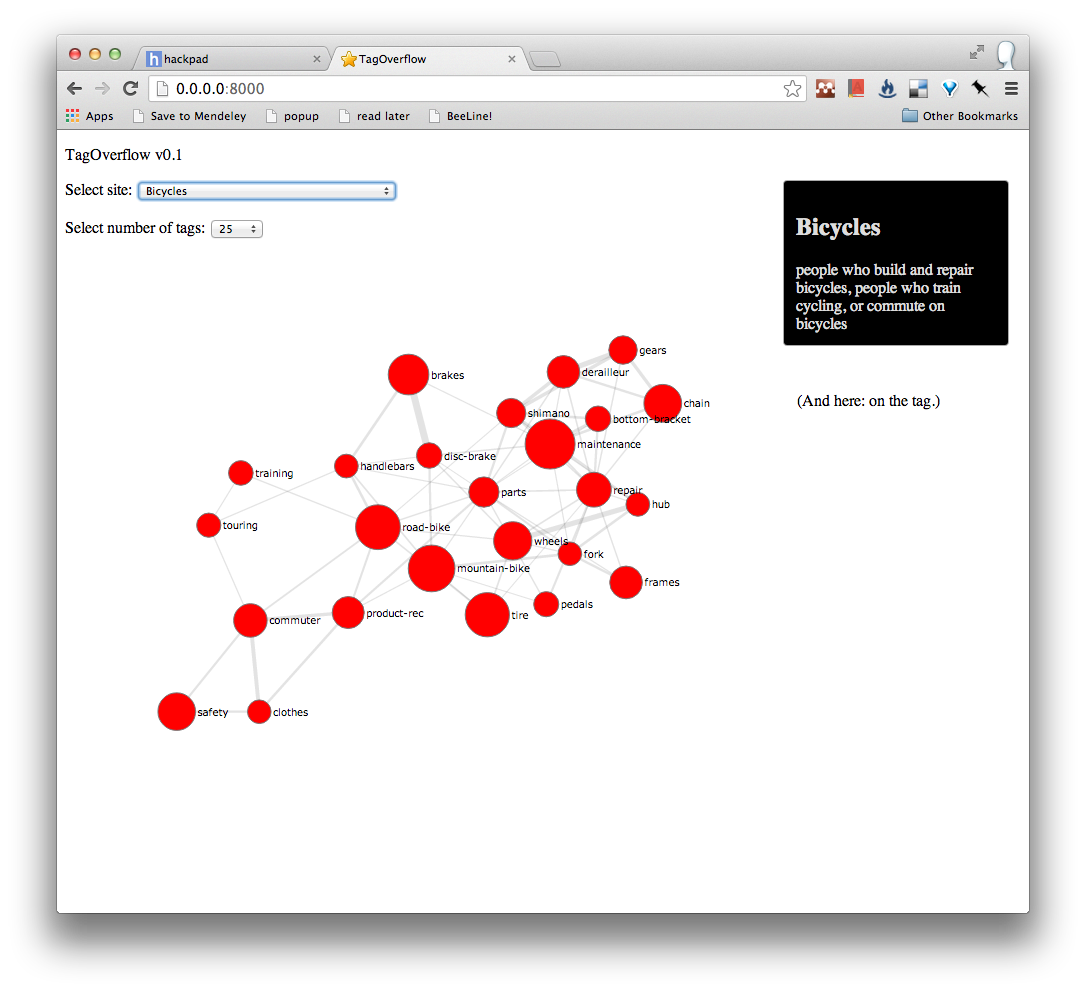 hackpad
TagOverflow
0.0.0.0:8000
Apps
Save to Mendeley
popup
read later
BeeLine!
Other Bookmarks
TagOverflow v0.1
Select site: Bicycles
Select number of tags: 25
Bicycles
people who build and repair
bicycles, people who train
cycling, or commute on
bicycles
(And here: on the tag.)
gears
derailleur
brakes
chain
shimano
bottom-bracket
maintenance
disc-brake
handlebars
training
parts
repair
hub
touring
road-bike
wheels
fork
mountain-bike
frames
pedals
product-rec
tire
commuter
safety
clothes